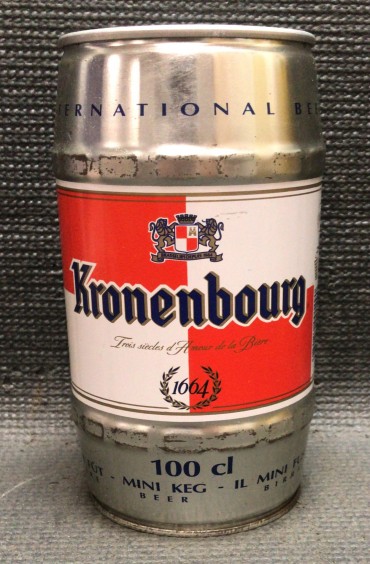 ERNATIONAL BE
Kronenbourg
Trois siècles d'Amour de la Bière
1664
100 cl
MINI KEG - IL MINI
BEER